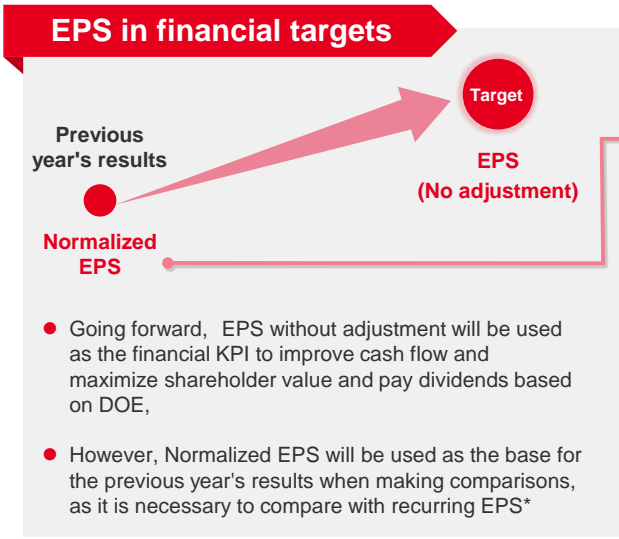 EPS in financial targets
Target
Previous
year's results
EPS
(No adjustment)
Normalized
EPS
Going forward, EPS without adjustment will be used
as the financial KPI to improve cash flow and
maximize shareholder value and pay dividends based
on DOE,
However, Normalized EPS will be used as the base for
the previous year's results when making comparisons,
as it is necessary to compare with recurring EPS*